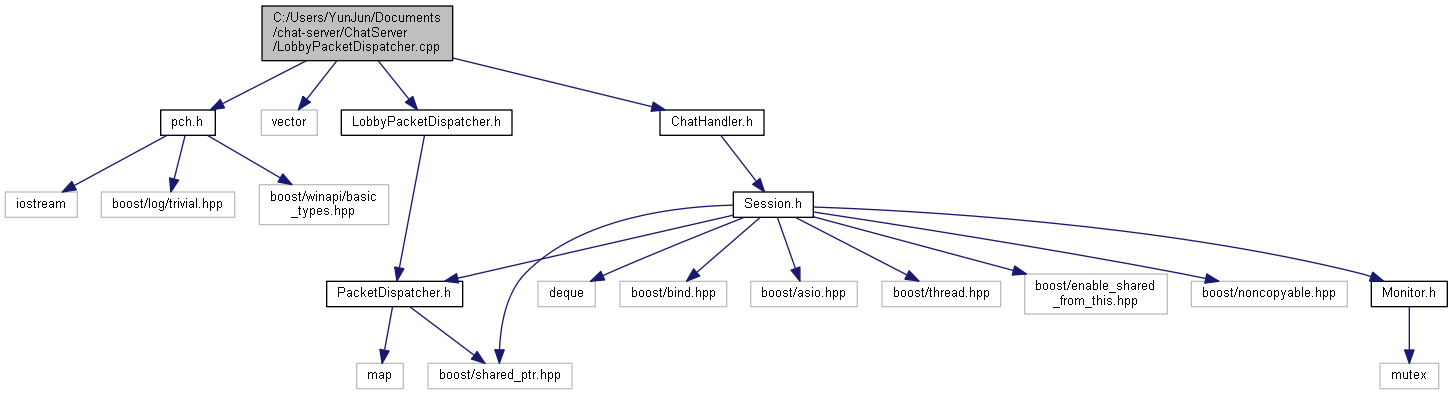 C:/Users/YunJun/Documents
/chat-server/ChatServer
/LobbyPacketDispatcher.cpp
pch.h
vector
LobbyPacketDispatcher.h
ChatHandler.h
iostream
boost/log/trivial.hpp
boost/winapi/basic
_types.hpp
Session.h
PacketDispatcher.h
deque
boost/bind.hpp
boost/asio.hpp
boost/thread.hpp
boost/enable_shared
_from_this.hpp
boost/noncopyable.hpp
Monitor.h
map
boost/shared_ptr.hpp
mutex